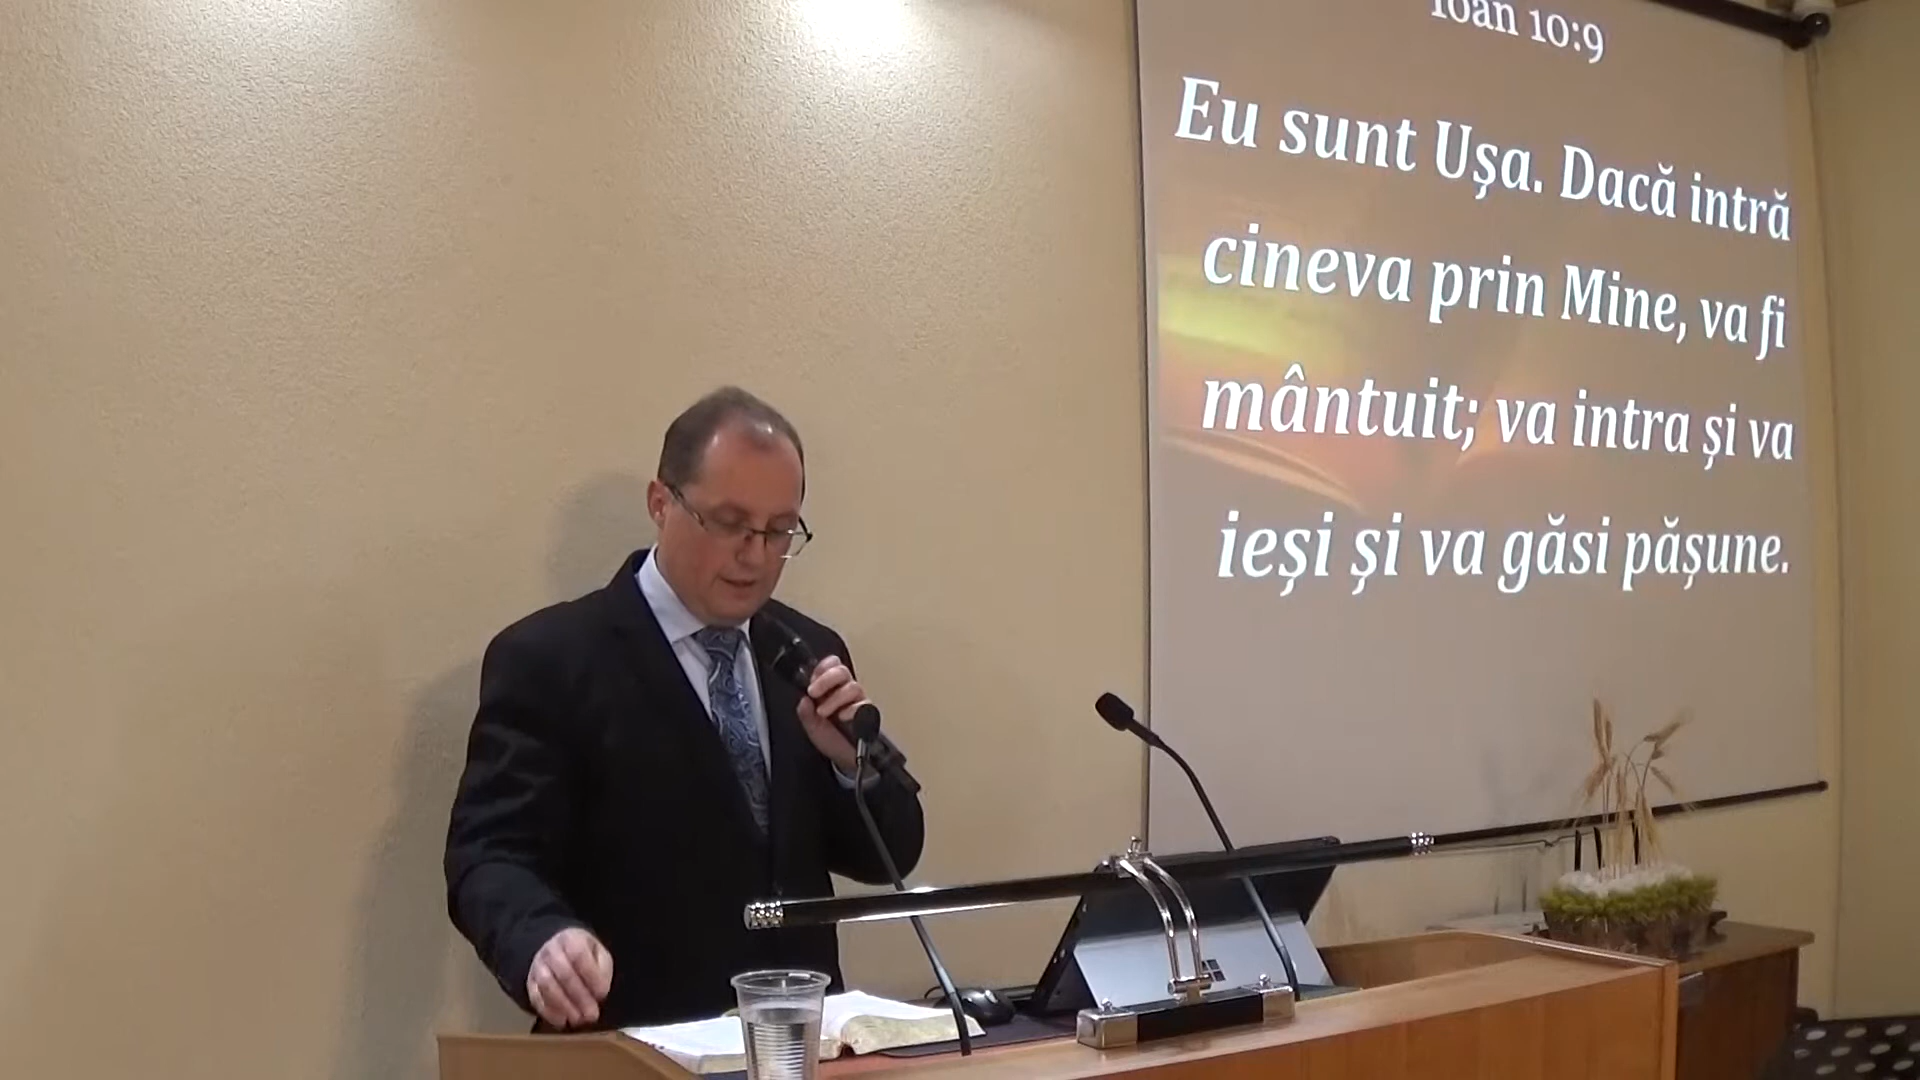 Ioan 10:9
Eu sunt Ușa. Dacă intră
cineva prin Mine, va fi
mântuit; va intra și va
ieși și va găsi pășune.